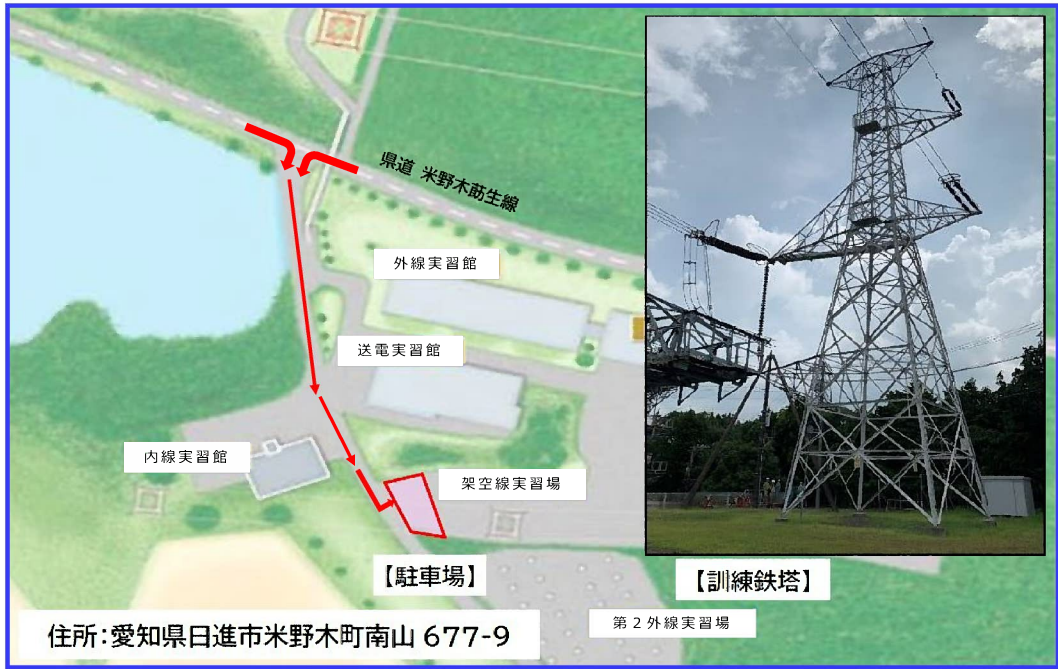 県道 米野木莇生線
外線実習館
送電実習館
内線実習館
架空線実習場
【駐車場】
【訓練鉄塔】
第２外線実習場
住所:愛知県日進市米野木町南山 677-9